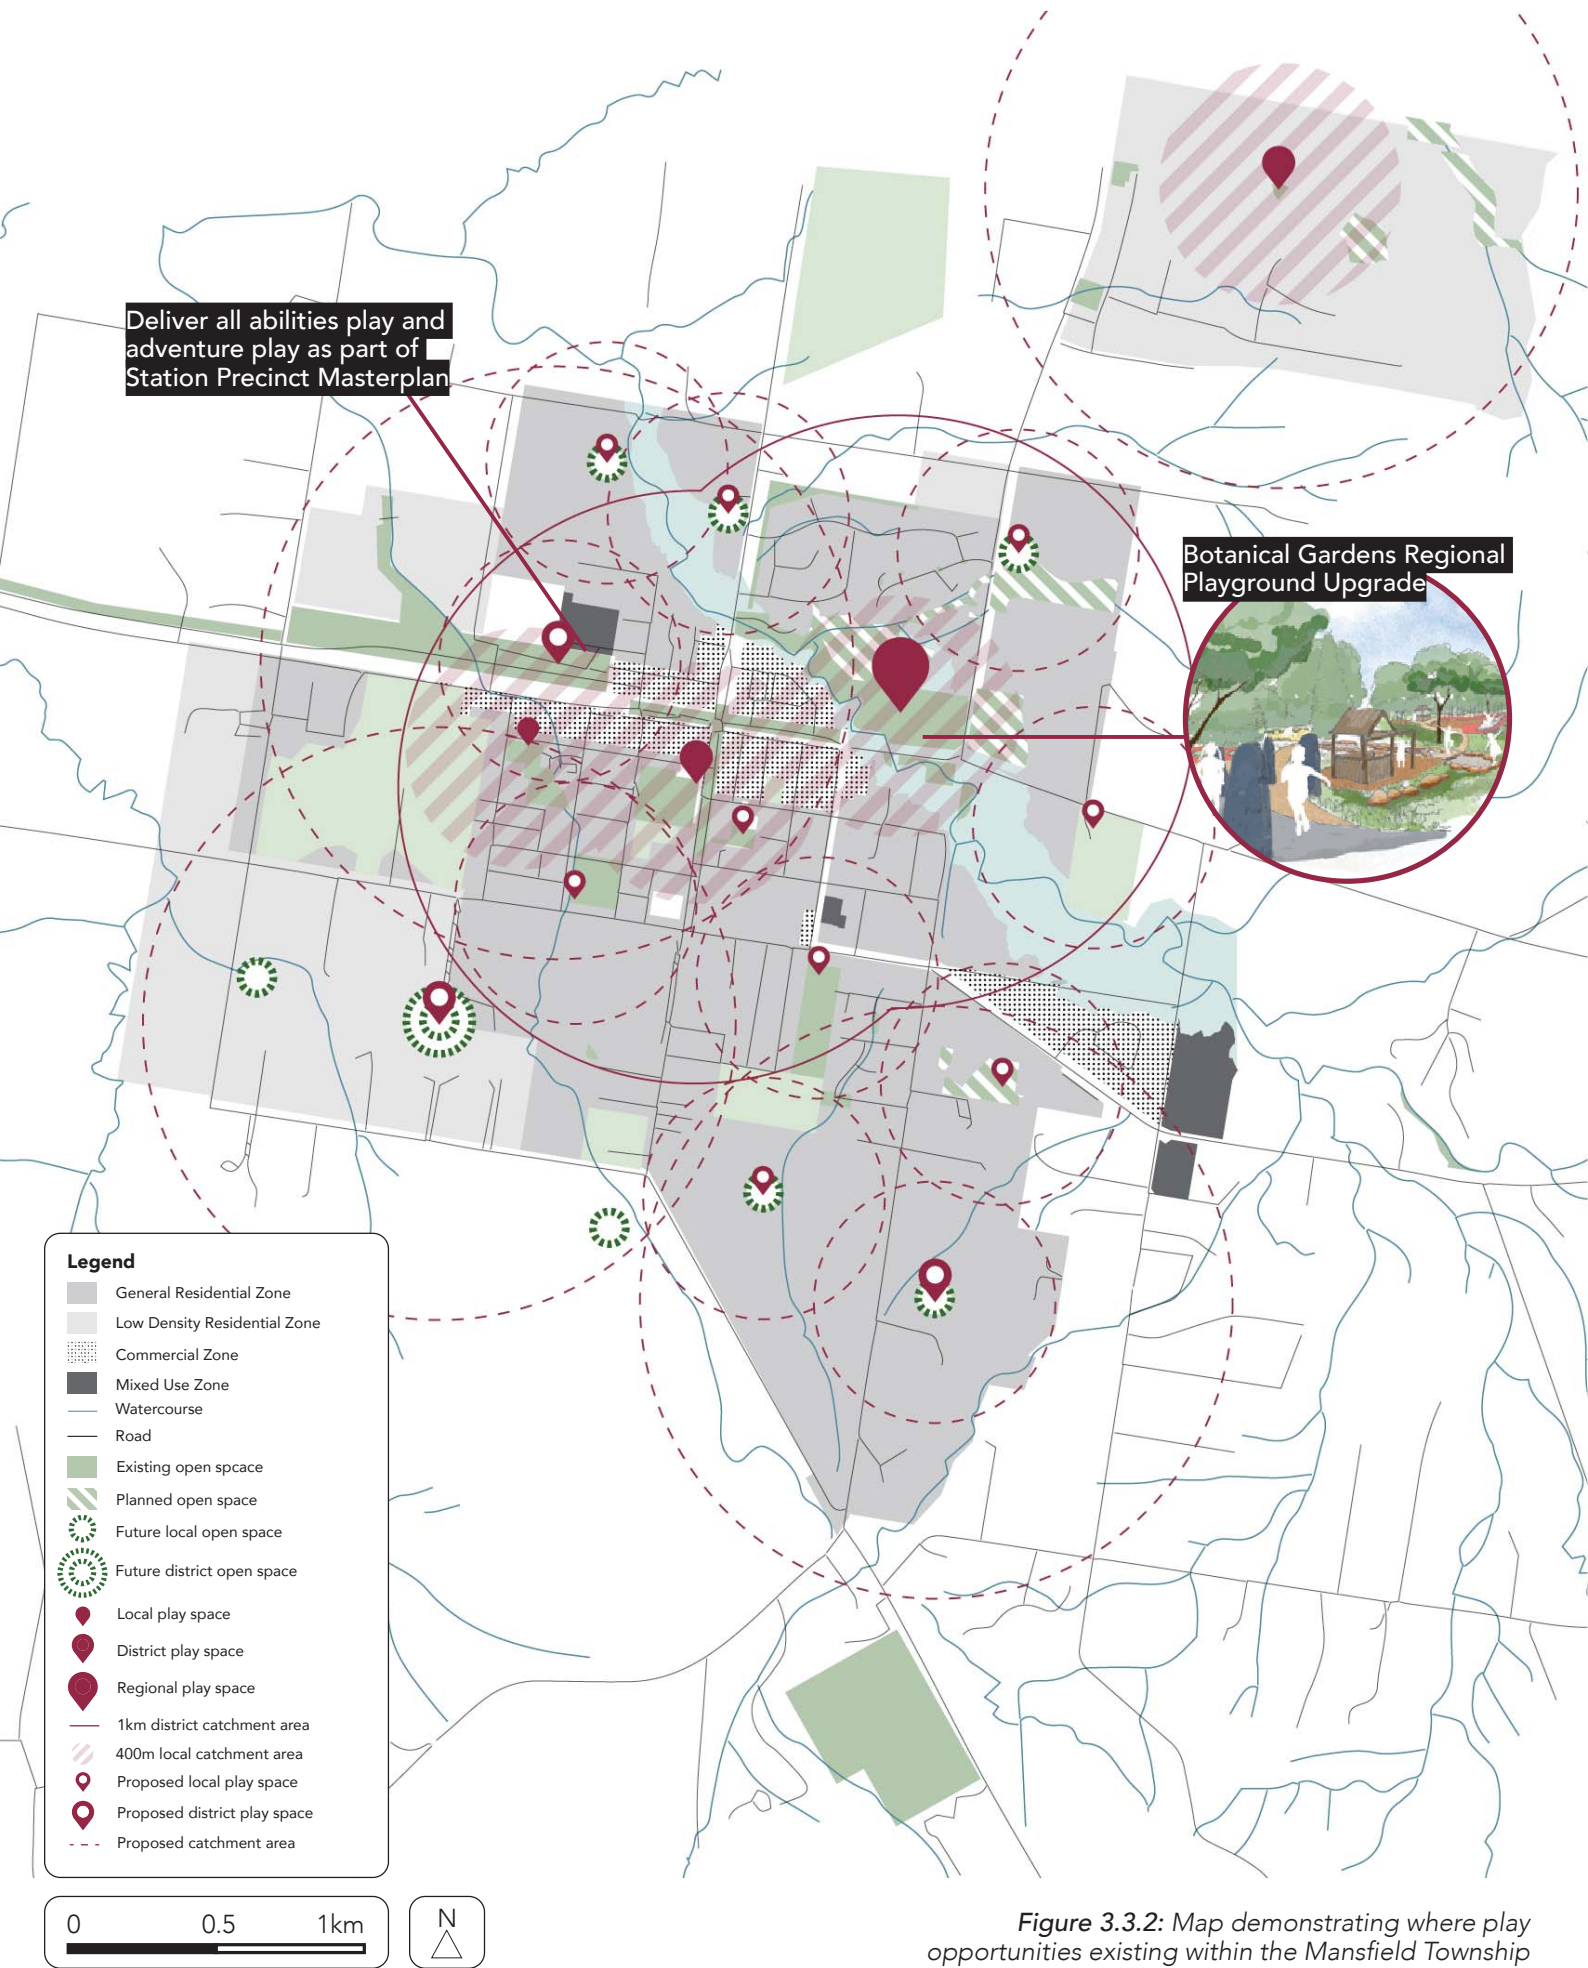 Deliver all abilities play and
adventure play as part of
Station Precinct Masterplan
Botanical Gardens Regional
Playground Upgrade
Legend
General Residential Zone
Low Density Residential Zone
Commercial Zone
Mixed Use Zone
Watercourse
Road
Existing open spcace
Planned open space
Future local open space
Future district open space
Local play space
District play space
Regional play space
1km district catchment area
400m local catchment area
Proposed local play space
Proposed district play space
Proposed catchment area
0 0.5 1km
N
Figure 3.3.2: Map demonstrating where play
opportunities existing within the Mansfield Township